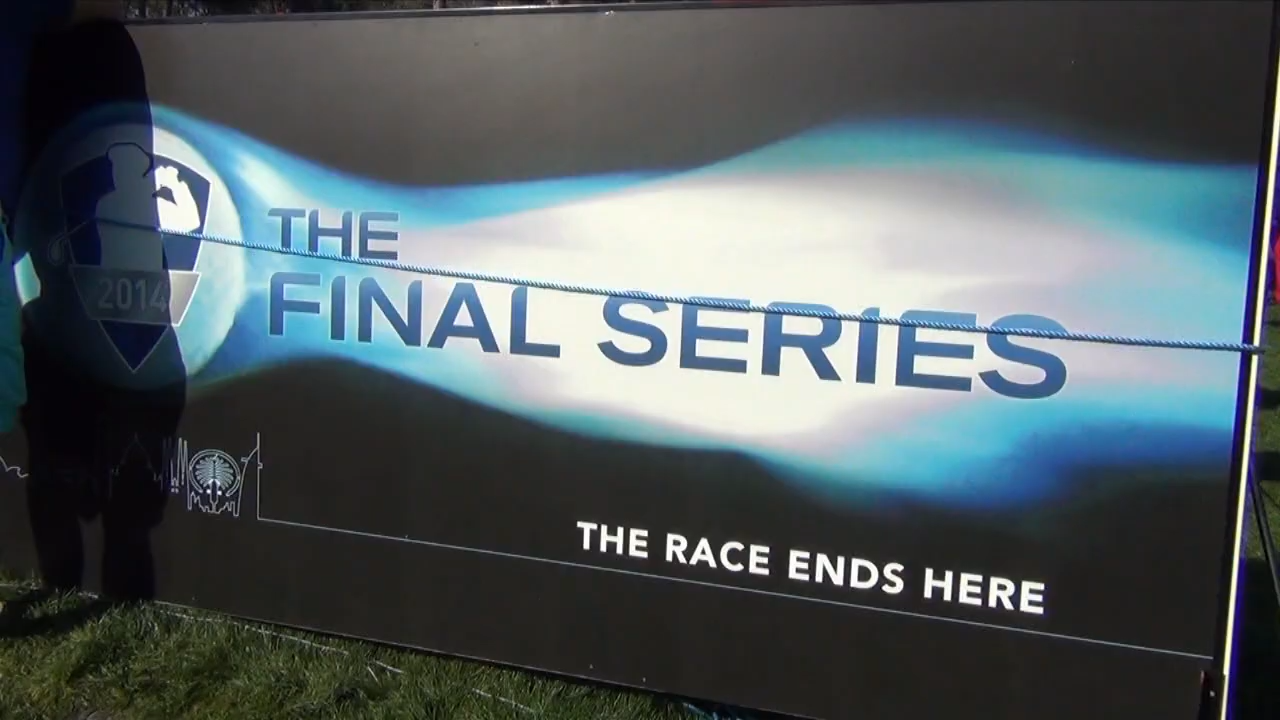 2014
THE
FINAL SERIES
THE RACE ENDS HERE